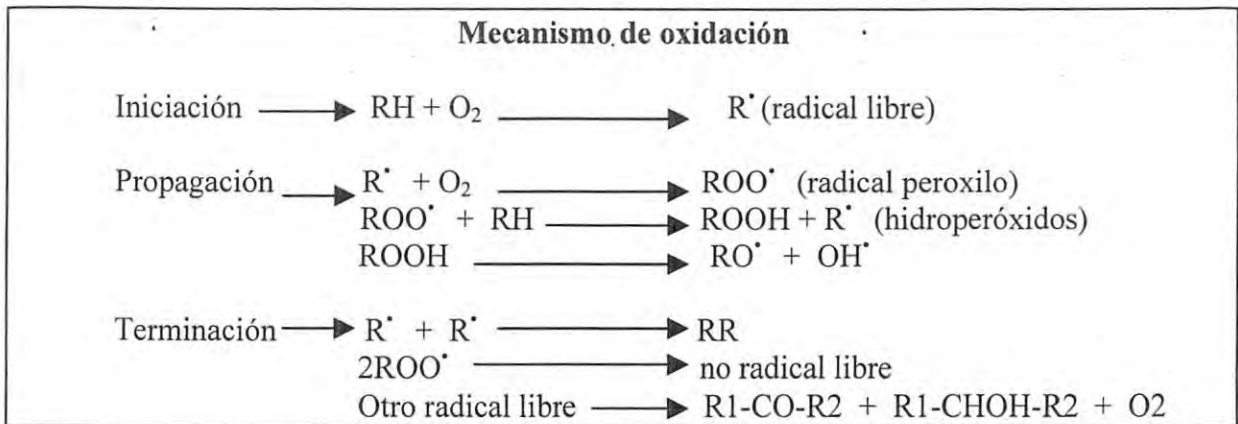 Mecanismo de oxidación
Iniciación → RH + O₂ → R˙ (radical libre)
Propagación → R˙ + O₂ → ROO˙ (radical peroxilo)
ROO˙ + RH → ROOH + R˙ (hidroperóxidos)
ROOH → RO˙ + OH˙
Terminación → R˙ + R˙ → RR
2ROO˙ → no radical libre
Otro radical libre → R1-CO-R2 + R1-CHOH-R2 + O2